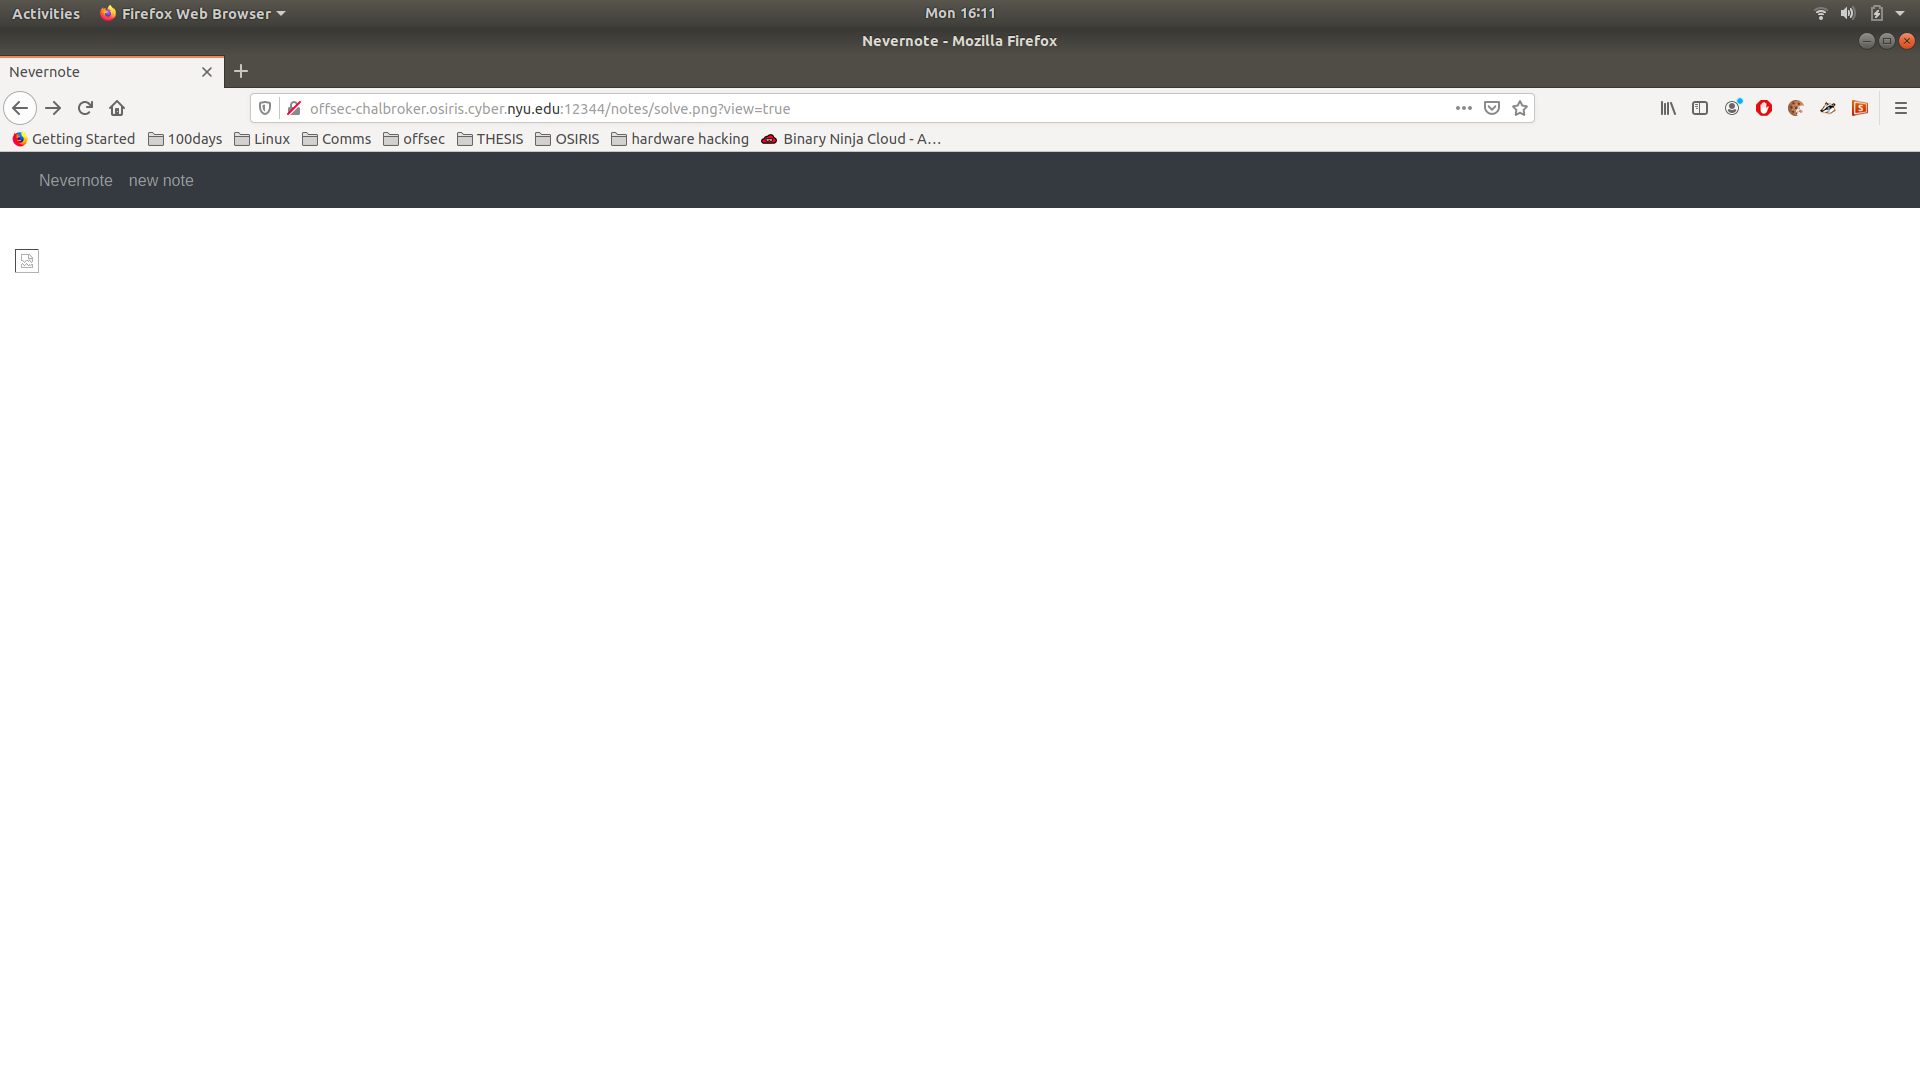 Activities Firefox Web Browser Mon 16:11
Nevernote - Mozilla Firefox
Nevernote
offsec-chalbroker.osiris.cyber.nyu.edu:12344/notes/solve.png?view=true
Getting Started 100days Linux Comms offsec THESIS OSIRIS hardware hacking Binary Ninja Cloud - A…
Nevernote new note